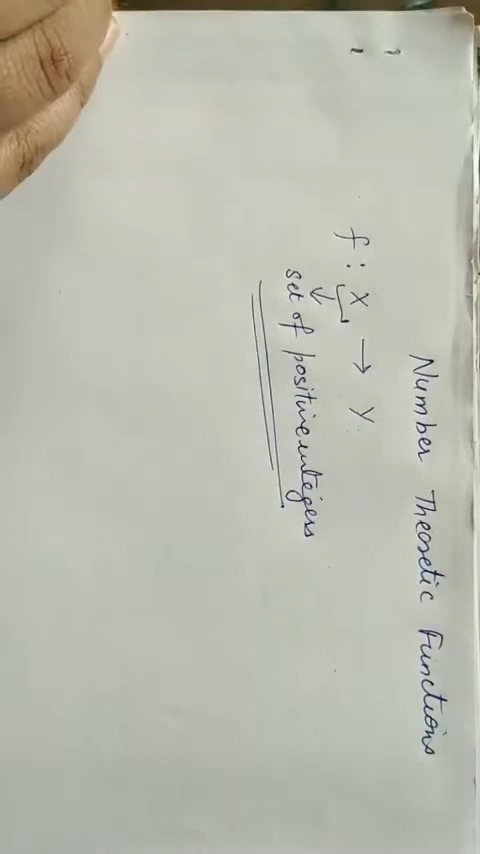 Number Theoretic Functions
f : X → Y
↓
set of positive integers